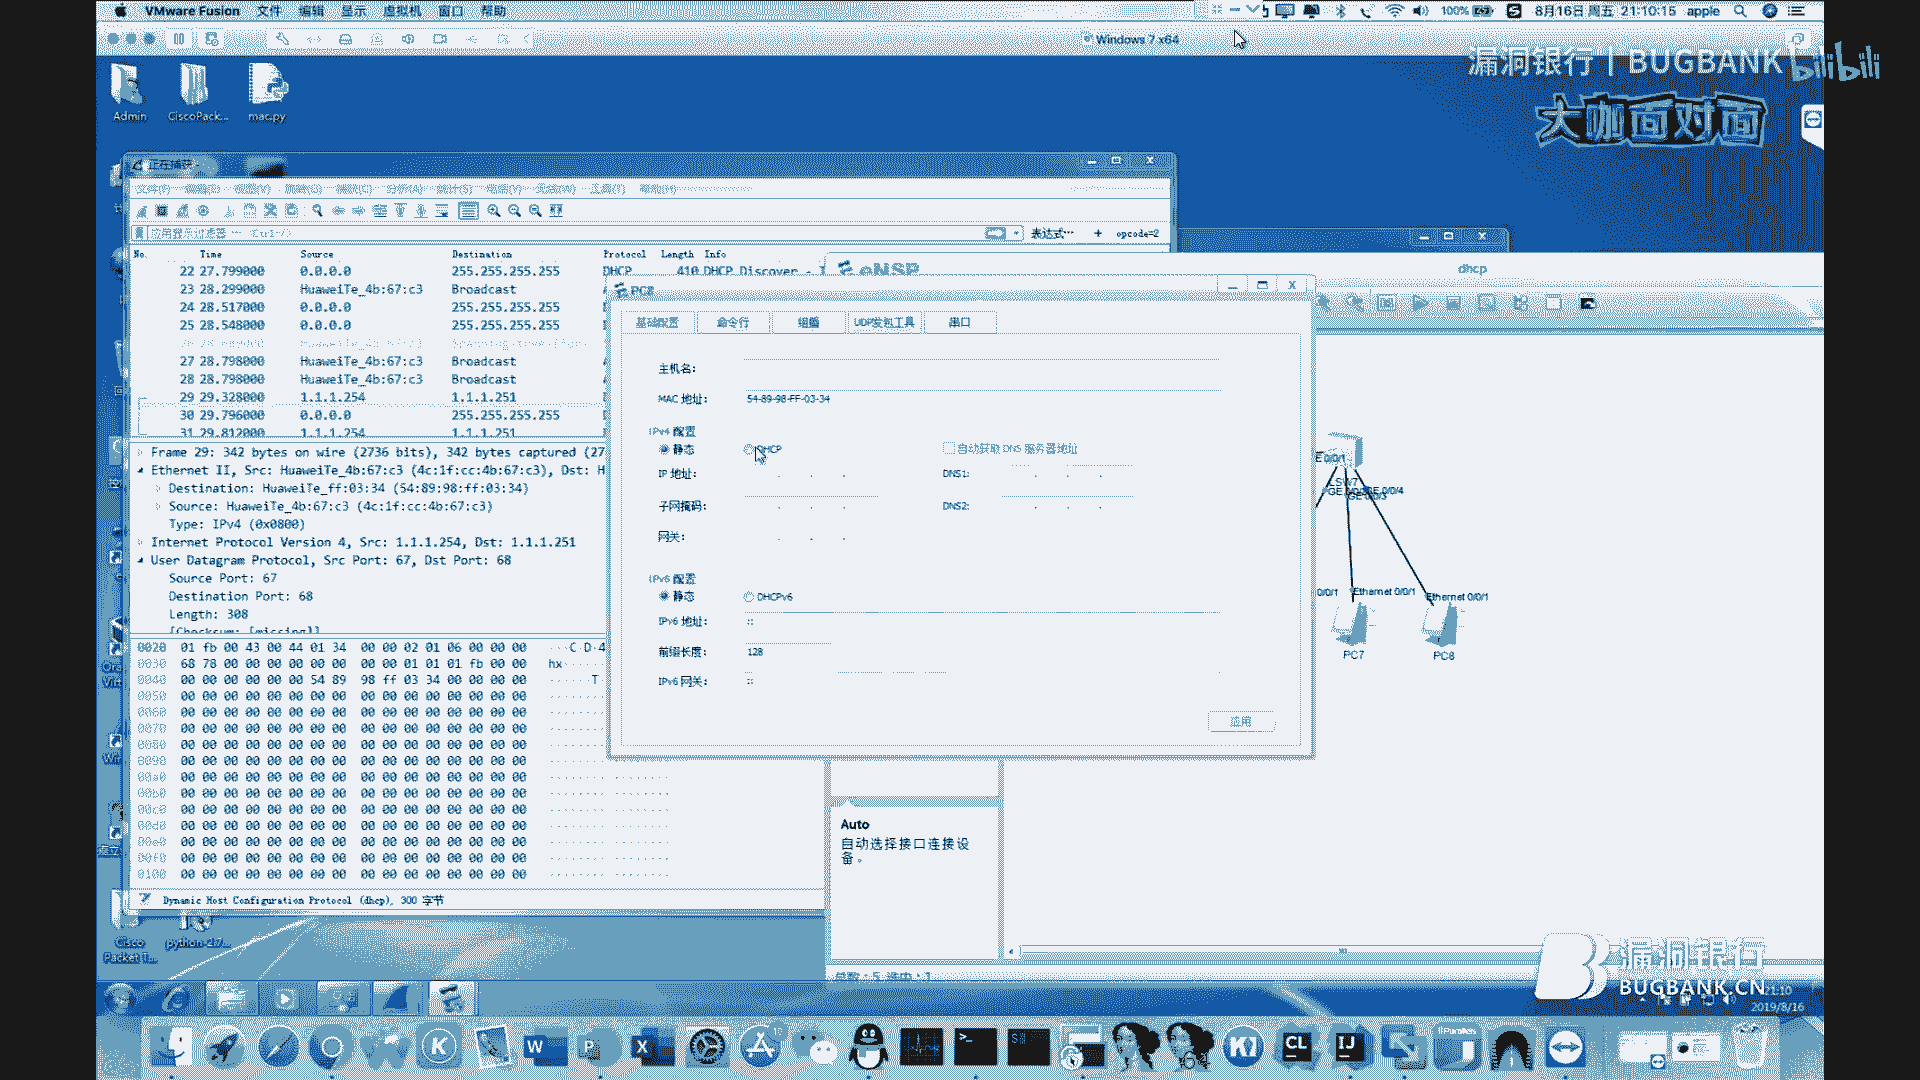 VMware Fusion 文件 编辑 显示 虚拟机 窗口 帮助
100% 8月16日 周五 21:10:15 apple
Windows 7 x64
漏洞银行 | BUGBANK bilibili
大咖面对面
Admin
CiscoPack...
mac.py
正在捕获
应用显示过滤器 … <Ctrl-/>
表达式…
+
opcode=2
No. Time Source Destination Protocol Length Info
22 27.799000 0.0.0.0 255.255.255.255 DHCP 410 DHCP Discover -
23 28.299000 HuaweiTe_4b:67:c3 Broadcast
24 28.517000 0.0.0.0 255.255.255.255
25 28.548000 0.0.0.0 255.255.255.255
27 28.798000 HuaweiTe_4b:67:c3 Broadcast
28 28.798000 HuaweiTe_4b:67:c3 Broadcast
29 29.328000 1.1.1.254 1.1.1.251
30 29.796000 0.0.0.0 255.255.255.255
31 29.812000 1.1.1.254 1.1.1.251
Frame 29: 342 bytes on wire (2736 bits), 342 bytes captured (27
Ethernet II, Src: HuaweiTe_4b:67:c3 (4c:1f:cc:4b:67:c3), Dst: H
Destination: HuaweiTe_ff:03:34 (54:89:98:ff:03:34)
Source: HuaweiTe_4b:67:c3 (4c:1f:cc:4b:67:c3)
Type: IPv4 (0x0800)
Internet Protocol Version 4, Src: 1.1.1.254, Dst: 1.1.1.251
User Datagram Protocol, Src Port: 67, Dst Port: 68
Source Port: 67
Destination Port: 68
Length: 308
[Checksum: [missing]]
0020 01 fb 00 43 00 44 01 34 00 00 02 01 06 00 00 00 ···C·D·4
0030 68 78 00 00 00 00 00 00 00 00 01 01 01 fb 00 00 hx······
0040 00 00 00 00 00 00 54 89 98 ff 03 34 00 00 00 00 ······T·
0050 00 00 00 00 00 00 00 00 00 00 00 00 00 00 00 00
0060 00 00 00 00 00 00 00 00 00 00 00 00 00 00 00 00
0070 00 00 00 00 00 00 00 00 00 00 00 00 00 00 00 00
0080 00 00 00 00 00 00 00 00 00 00 00 00 00 00 00 00
0090 00 00 00 00 00 00 00 00 00 00 00 00 00 00 00 00
00a0 00 00 00 00 00 00 00 00 00 00 00 00 00 00 00 00
00b0 00 00 00 00 00 00 00 00 00 00 00 00 00 00 00 00
00c0 00 00 00 00 00 00 00 00 00 00 00 00 00 00 00 00
00d0 00 00 00 00 00 00 00 00 00 00 00 00 00 00 00 00
00e0 00 00 00 00 00 00 00 00 00 00 00 00 00 00 00 00
00f0 00 00 00 00 00 00 00 00 00 00 00 00 00 00 00 00
0100 00 00 00 00 00 00 00 00 00 00 00 00 00 00 00 00
Dynamic Host Configuration Protocol (dhcp), 300 字节
eNSP
dhcp
PC8
基础配置 命令行 组播 UDP发包工具 串口
主机名：
MAC 地址： 54-89-98-FF-03-34
IPv4 配置
静态 DHCP 自动获取 DNS 服务器地址
IP 地址： DNS1:
子网掩码： DNS2:
网关：
IPv6 配置
静态 DHCPv6
IPv6 地址： ::
前缀长度： 128
IPv6 网关： ::
应用
LSW7
Ethernet 0/0/1
Ethernet 0/0/1
PC7
PC8
Auto
自动选择接口连接设
备。
Cisco
Packet T...
python-2.7...
漏洞银行
BUGBANK.CN
21:10
2019/8/16